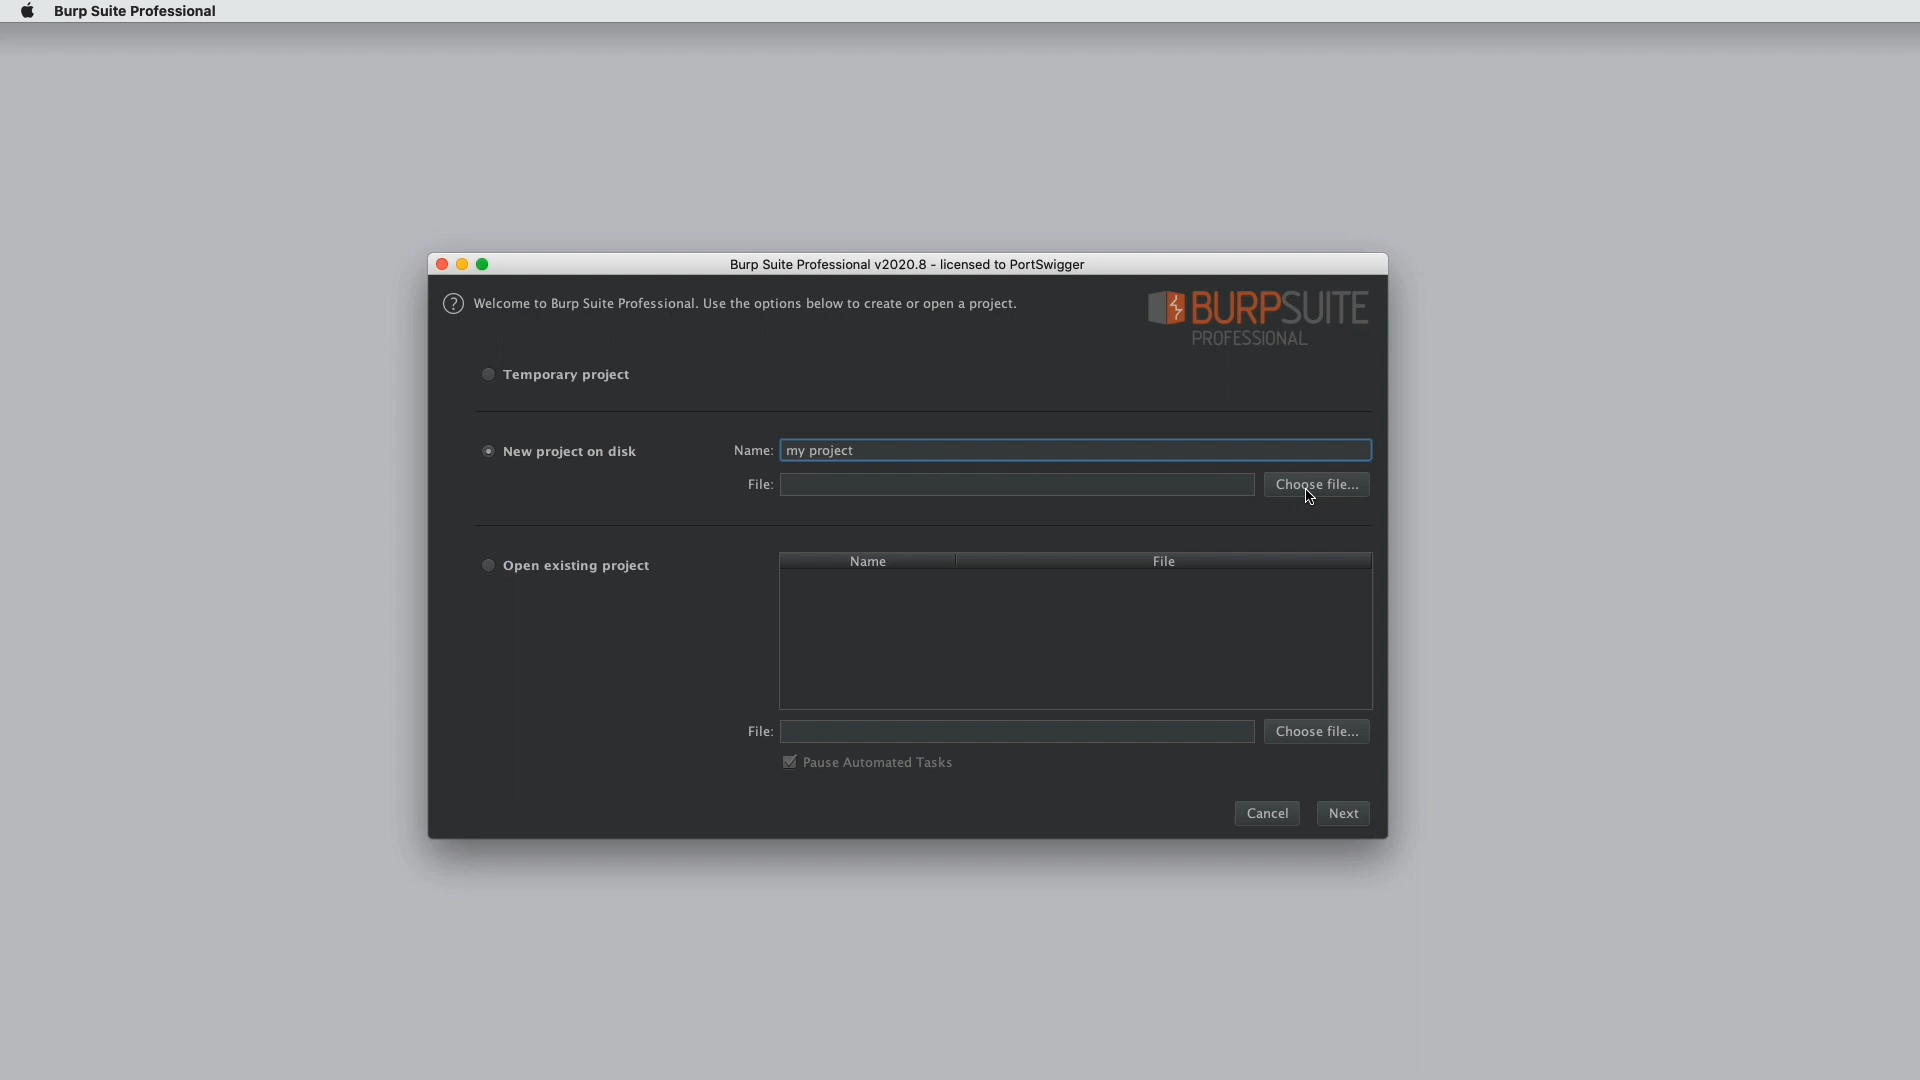 Burp Suite Professional
Burp Suite Professional v2020.8 - licensed to PortSwigger
? Welcome to Burp Suite Professional. Use the options below to create or open a project.
BURPSUITE
PROFESSIONAL
Temporary project
New project on disk
Name: my project
File: Choose file...
Open existing project
Name File
File: Choose file...
Pause Automated Tasks
Cancel Next